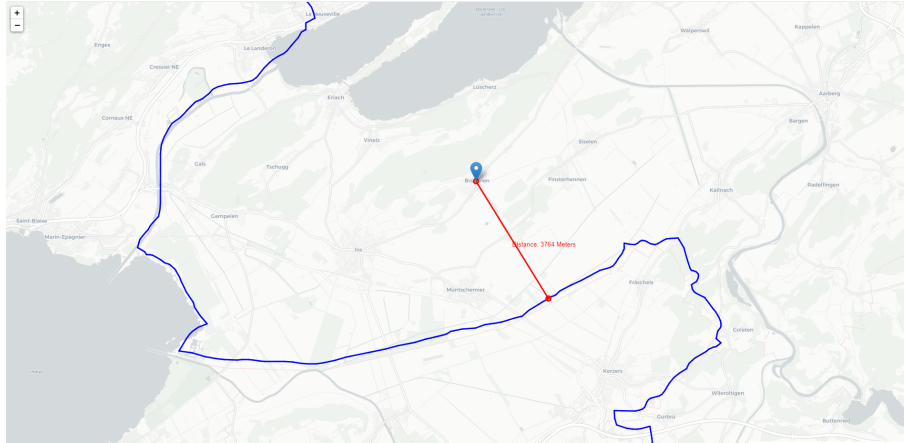 +
−
La Neuveville
Walperswil
Kappelen
Enges
Le Landeron
Cressier NE
Lüscherz
Aarberg
Erlach
Cornaux NE
Bargen
Vinelz
Siselen
Gals
Tschugg
Finsterhennen
Radelfingen
Kallnach
Gampelen
Saint-Blaise
Marin-Epagnier
Distance: 3764 Meters
Ins
Fräschels
Müntschemier
Golaten
Kerzers
Wileroltigen
Gurbrü
Buttenried